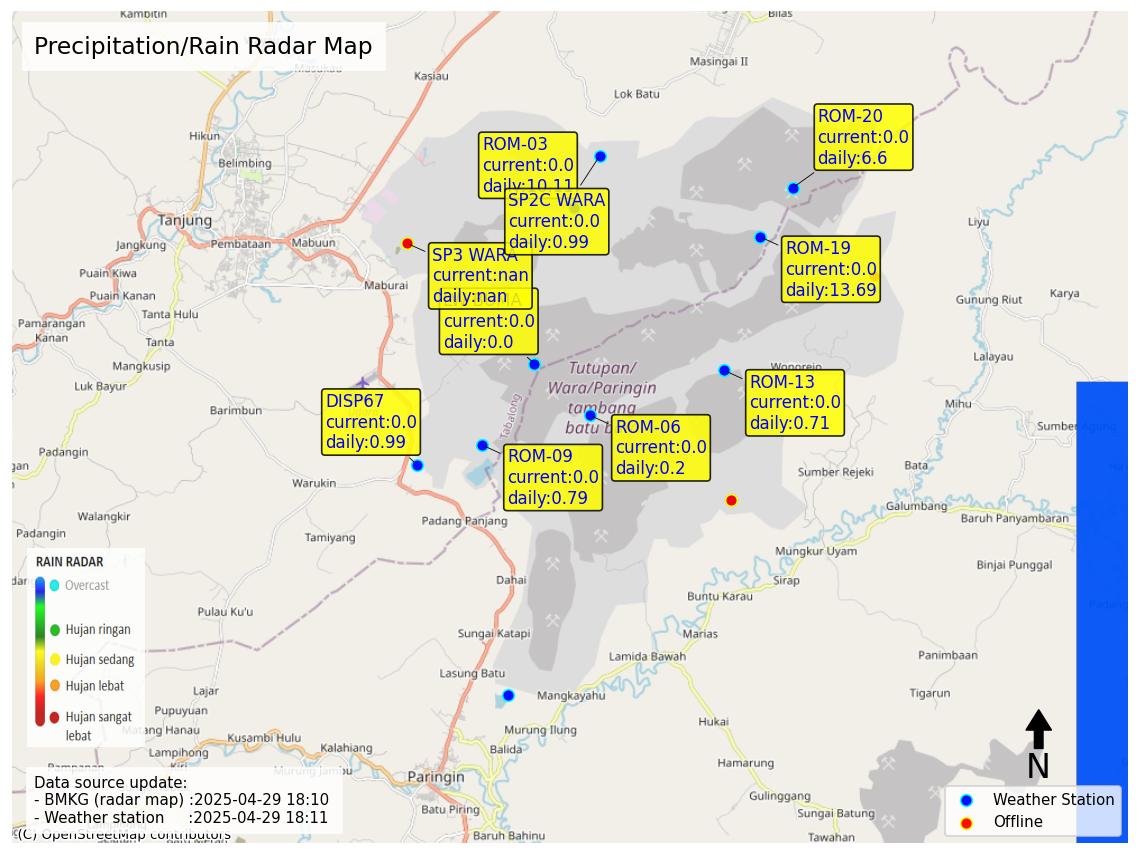 Precipitation/Rain Radar Map
Kambitin
Bilas
Masukau
Kasiau
Masingai II
Lok Batu
Hikun
Belimbing
ROM-03
current:0.0
daily:10.11
ROM-20
current:0.0
daily:6.6
SP2C WARA
current:0.0
daily:0.99
Tanjung
Jangkung
Pembataan
Mabuun
Liyu
SP3 WARA
current:nan
daily:nan
ROM-19
current:0.0
daily:13.69
Puain Kiwa
Maburai
Puain Kanan
Tanta Hulu
Gunung Riut
Karya
current:0.0
daily:0.0
Pamarangan
Kanan
Tanta
Mangkusip
Luk Bayur
Lalayau
Wonorejo
Tutupan/
Wara/Paringin
tambang
batu b
Tabalong
ROM-13
current:0.0
daily:0.71
DISP67
current:0.0
daily:0.99
Barimbun
Mihu
ROM-06
current:0.0
daily:0.2
Sumber Agung
Padangin
ROM-09
current:0.0
daily:0.79
Warukin
Sumber Rejeki
Bata
Galumbang
Walangkir
Padang Panjang
Baruh Panyambaran
Padangin
Tamiyang
Mungkur Uyam
Binjai Punggal
Dahai
Sirap
Buntu Karau
Pulau Ku'u
Sungai Katapi
Marias
Lamida Bawah
Panimbaan
Lasung Batu
Lajar
Mangkayahu
Tigarun
Pupuyuan
Matang Hanau
Kusambi Hulu
Murung Ilung
Hukai
Lampihong
Kiri
Kalahiang
Balida
Hamarung
Pampanan
Murung Jambu
Paringin
Gulinggang
Batu Piring
Sungai Batung
Baruh Bahinu
Tawahan
RAIN RADAR
Overcast
Hujan ringan
Hujan sedang
Hujan lebat
Hujan sangat
lebat
Data source update:
- BMKG (radar map) :2025-04-29 18:10
- Weather station :2025-04-29 18:11
(C) OpenStreetMap contributors
N
Weather Station
Offline